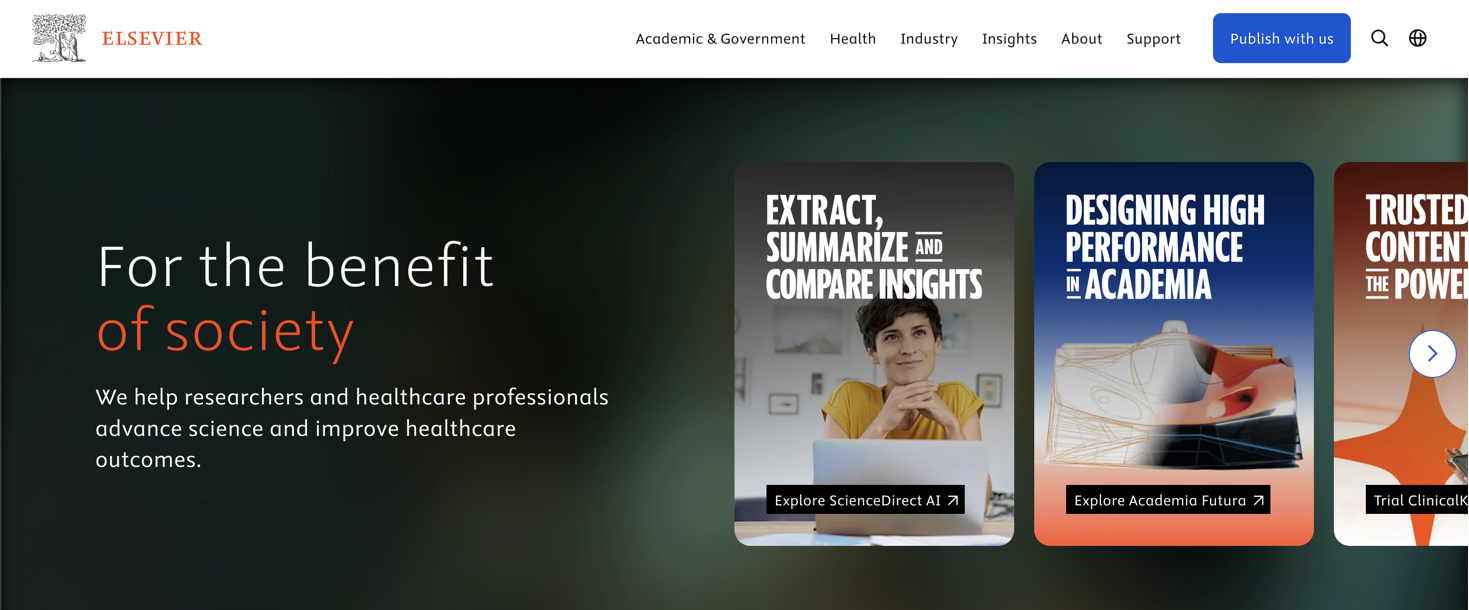 ELSEVIER
Academic & Government
Health
Industry
Insights
About
Support
Publish with us
For the benefit
of society
We help researchers and healthcare professionals
advance science and improve healthcare
outcomes.
EXTRACT,
SUMMARIZE AND
COMPARE INSIGHTS
Explore ScienceDirect AI
DESIGNING HIGH
PERFORMANCE
IN ACADEMIA
Explore Academia Futura
TRUSTED
CONTENT
THE POWE
Trial ClinicalK